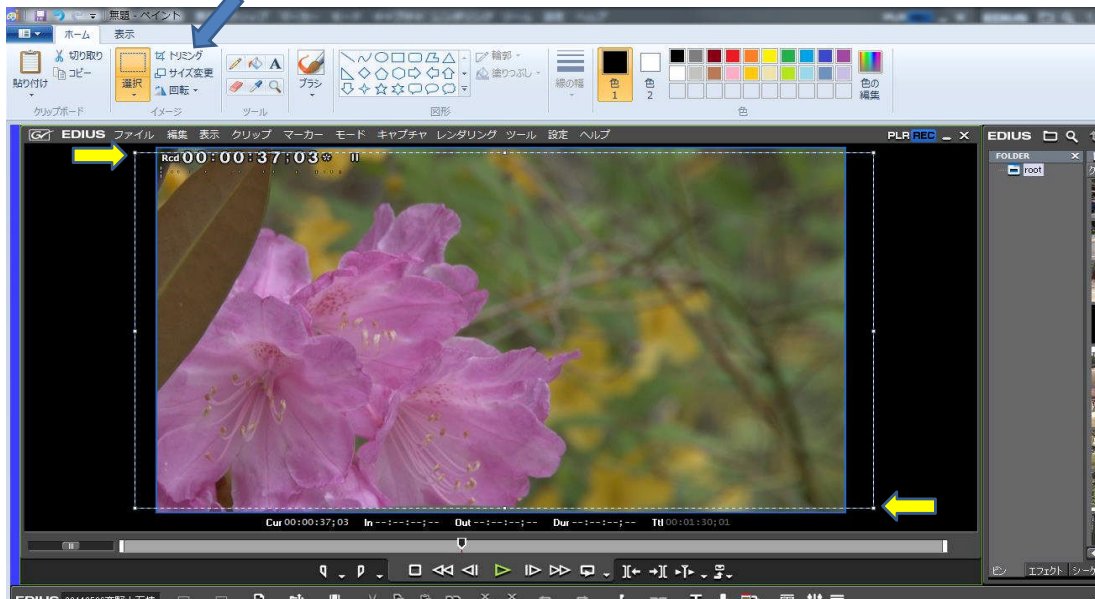 無題 - ペイント
ホーム 表示
貼り付け
切り取り
コピー
クリップボード
選択
トリミング
サイズ変更
回転
イメージ
A
ツール
ブラシ
輪郭
塗りつぶし
図形
線の幅
色
1
色
2
色の
編集
色
EDIUS ファイル 編集 表示 クリップ マーカー モード キャプチャ レンダリング ツール 設定 ヘルプ
PLR REC
EDIUS
FOLDER
root
Rcd 00:00:37;03
Cur 00:00:37;03 In --:--:--;-- Out --:--:--;-- Dur --:--:--;-- Ttl 00:01:30;01
ビン エフェクト
EDIUS